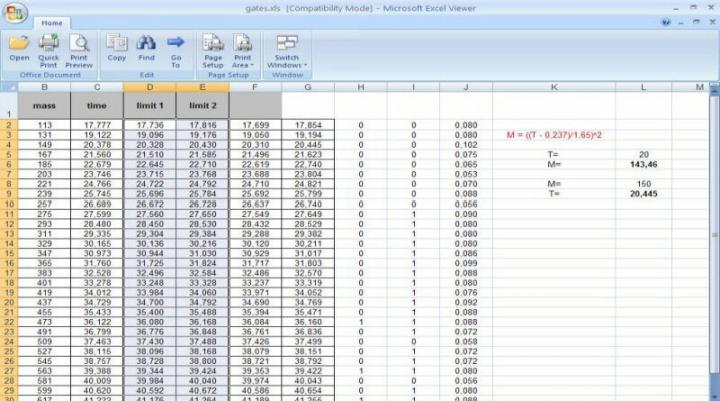 gates.xls [Compatibility Mode] - Microsoft Excel Viewer
Home
Open Quick Print Print Preview Copy Find Go To Page Setup Print Area Switch Windows
Office Document Edit Page Setup Window
B C D E F G H I J K L M
1 mass time limit 1 limit 2
2 113 17,777 17,736 17,816 17,699 17,854 0 0 0,080
3 131 19,122 19,096 19,176 19,050 19,194 0 0 0,080 M = ((T - 0,237)/1.65)^2
4 149 20,378 20,328 20,430 20,310 20,445 0 0 0,102
5 167 21,560 21,510 21,585 21,496 21,623 0 0 0,075 T= 20
6 185 22,679 22,645 22,710 22,619 22,740 0 0 0,065 M= 143,46
7 203 23,746 23,715 23,768 23,688 23,804 0 0 0,053
8 221 24,766 24,722 24,792 24,710 24,821 0 0 0,070 M= 150
9 239 25,745 25,696 25,784 25,692 25,799 0 0 0,088 T= 20,445
10 257 26,689 26,672 26,728 26,637 26,740 0 0 0,056
11 275 27,599 27,560 27,650 27,549 27,649 0 1 0,090
12 293 28,480 28,450 28,530 28,432 28,529 0 1 0,080
13 311 29,335 29,304 29,384 29,288 29,382 0 1 0,080
14 329 30,165 30,136 30,216 30,120 30,211 0 1 0,080
15 347 30,973 30,944 31,030 30,929 31,017 0 1 0,086
16 365 31,760 31,725 31,824 31,717 31,803 0 1 0,099
17 383 32,528 32,496 32,584 32,486 32,570 0 1 0,088
18 401 33,278 33,248 33,328 33,237 33,319 0 1 0,080
19 419 34,012 33,984 34,060 33,971 34,052 0 1 0,076
20 437 34,729 34,700 34,792 34,690 34,769 0 1 0,092
21 455 35,433 35,400 35,488 35,394 35,471 0 1 0,088
22 473 36,122 36,080 36,168 36,084 36,160 1 1 0,088
23 491 36,799 36,776 36,848 36,761 36,836 0 1 0,072
24 509 37,463 37,430 37,488 37,426 37,499 0 0 0,058
25 527 38,115 38,096 38,168 38,079 38,151 0 1 0,072
26 545 38,757 38,728 38,800 38,721 38,792 0 1 0,072
27 563 39,388 39,344 39,424 39,353 39,422 1 1 0,080
28 581 40,009 39,984 40,040 39,974 40,043 0 0 0,056
29 599 40,620 40,592 40,672 40,586 40,654 0 1 0,080
30 617 41,222 41,176 41,264 41,189 41,256 1 1 0,088